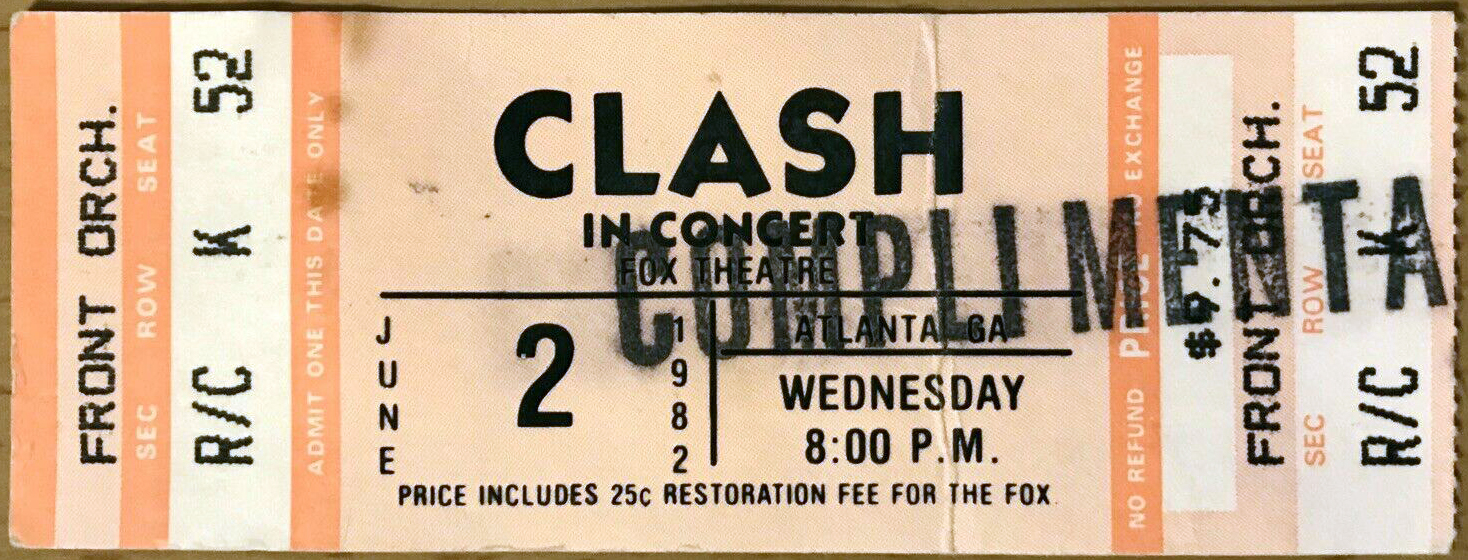 FRONT ORCH.
SEC ROW SEAT
R/C K 52
ADMIT ONE THIS DATE ONLY
CLASH
IN CONCERT
FOX THEATRE
JUNE 2 1982
ATLANTA GA
WEDNESDAY
8:00 P.M.
PRICE INCLUDES 25¢ RESTORATION FEE FOR THE FOX
COMPLIMENTA
NO REFUND PRICE NO EXCHANGE
$9.75
FRONT ORCH.
SEC ROW SEAT
R/C K 52